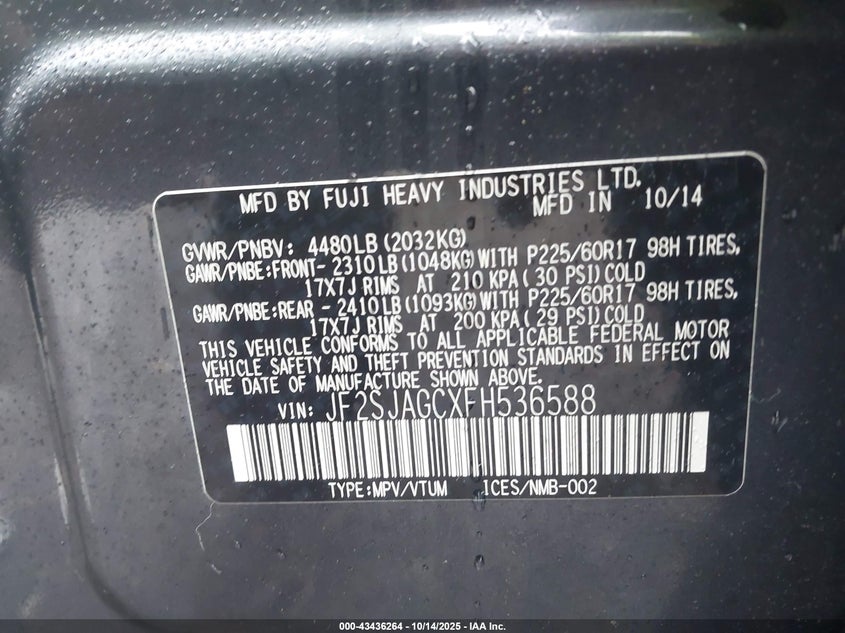 MFD BY FUJI HEAVY INDUSTRIES LTD.
MFD IN 10/14
GVWR/PNBV: 4480LB (2032KG)
GAWR/PNBE:FRONT- 2310LB (1048KG) WITH P225/60R17 98H TIRES,
17X7J RIMS AT 210 KPA ( 30 PSI) COLD
GAWR/PNBE:REAR - 2410LB (1093KG) WITH P225/60R17 98H TIRES,
17X7J RIMS AT 200 KPA ( 29 PSI) COLD
THIS VEHICLE CONFORMS TO ALL APPLICABLE FEDERAL MOTOR
VEHICLE SAFETY AND THEFT PREVENTION STANDARDS IN EFFECT ON
THE DATE OF MANUFACTURE SHOWN ABOVE.
VIN: JF2SJAGCXFH536588
TYPE:MPV/VTUM ICES/NMB-002
000-43436264 - 10/14/2025 - IAA Inc.